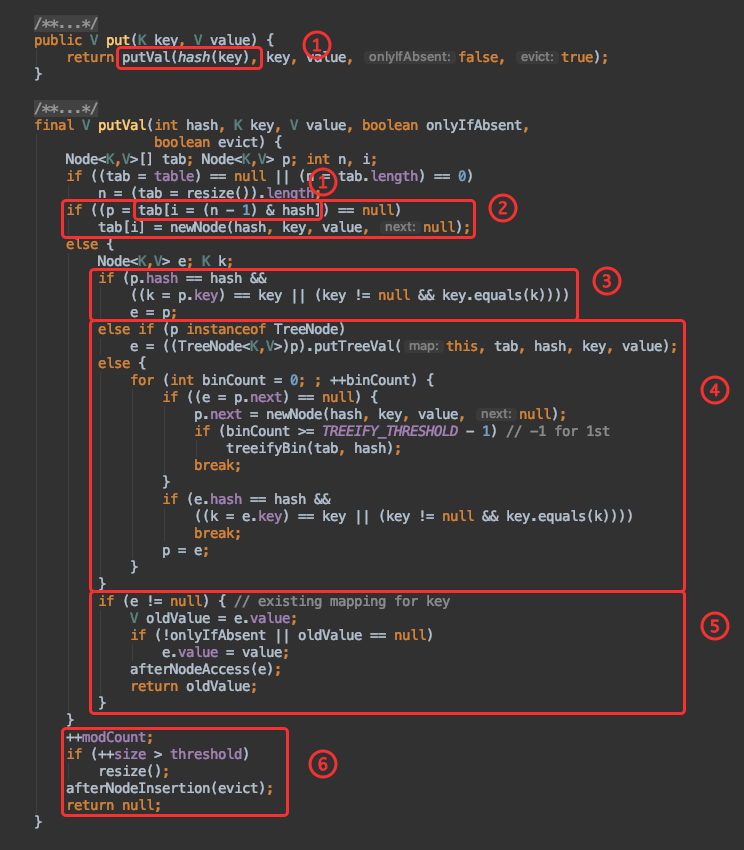 /**...*/
public V put(K key, V value) { ①
    return putVal(hash(key), key, value, onlyIfAbsent: false, evict: true);
}
/**...*/
final V putVal(int hash, K key, V value, boolean onlyIfAbsent,
               boolean evict) {
    Node<K,V>[] tab; Node<K,V> p; int n, i;
    if ((tab = table) == null || (n = tab.length) == 0)
        n = (tab = resize()).length; ①
    if ((p = tab[i = (n - 1) & hash]) == null) ②
        tab[i] = newNode(hash, key, value, next: null);
    else {
        Node<K,V> e; K k;
        if (p.hash == hash && ③
            ((k = p.key) == key || (key != null && key.equals(k))))
            e = p;
        else if (p instanceof TreeNode)
            e = ((TreeNode<K,V>)p).putTreeVal( map: this, tab, hash, key, value);
        else {
            for (int binCount = 0; ; ++binCount) { ④
                if ((e = p.next) == null) {
                    p.next = newNode(hash, key, value, next: null);
                    if (binCount >= TREEIFY_THRESHOLD - 1) // -1 for 1st
                        treeifyBin(tab, hash);
                    break;
                }
                if (e.hash == hash &&
                    ((k = e.key) == key || (key != null && key.equals(k))))
                    break;
                p = e;
            }
        }
        if (e != null) { // existing mapping for key
            V oldValue = e.value; ⑤
            if (!onlyIfAbsent || oldValue == null)
                e.value = value;
            afterNodeAccess(e);
            return oldValue;
        }
    }
    ++modCount;
    if (++size > threshold) ⑥
        resize();
    afterNodeInsertion(evict);
    return null;
}